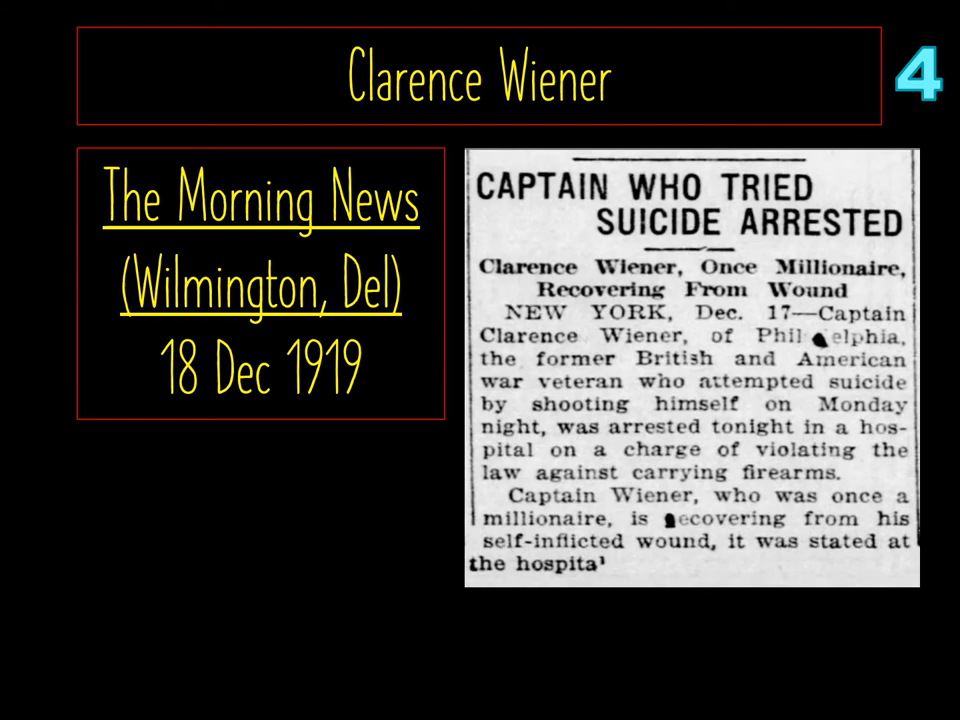 Clarence Wiener
4
The Morning News
(Wilmington, Del)
18 Dec 1919
CAPTAIN WHO TRIED
SUICIDE ARRESTED
Clarence Wiener, Once Millionaire,
Recovering From Wound
NEW YORK, Dec. 17—Captain
Clarence Wiener, of Phil elphia,
the former British and American
war veteran who attempted suicide
by shooting himself on Monday
night, was arrested tonight in a hos-
pital on a charge of violating the
law against carrying firearms.
Captain Wiener, who was once a
millionaire, is ecovering from his
self-inflicted wound, it was stated at
the hospita'